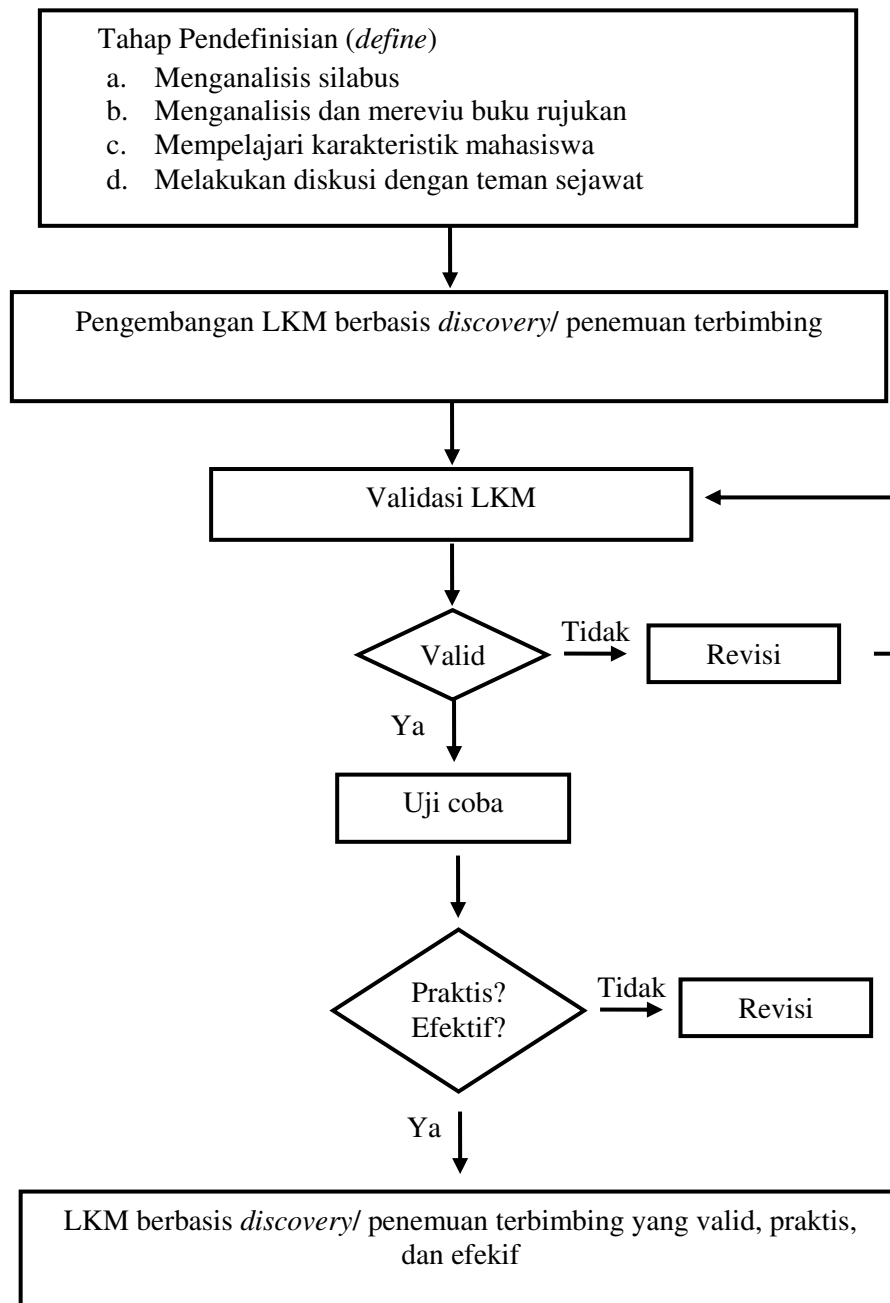 Tahap Pendefinisian (define)
a. Menganalisis silabus
b. Menganalisis dan mereviu buku rujukan
c. Mempelajari karakteristik mahasiswa
d. Melakukan diskusi dengan teman sejawat
Pengembangan LKM berbasis discovery/ penemuan terbimbing
Validasi LKM
Valid
Tidak
Revisi
Ya
Uji coba
Praktis?
Efektif?
Tidak
Revisi
Ya
LKM berbasis discovery/ penemuan terbimbing yang valid, praktis,
dan efekif